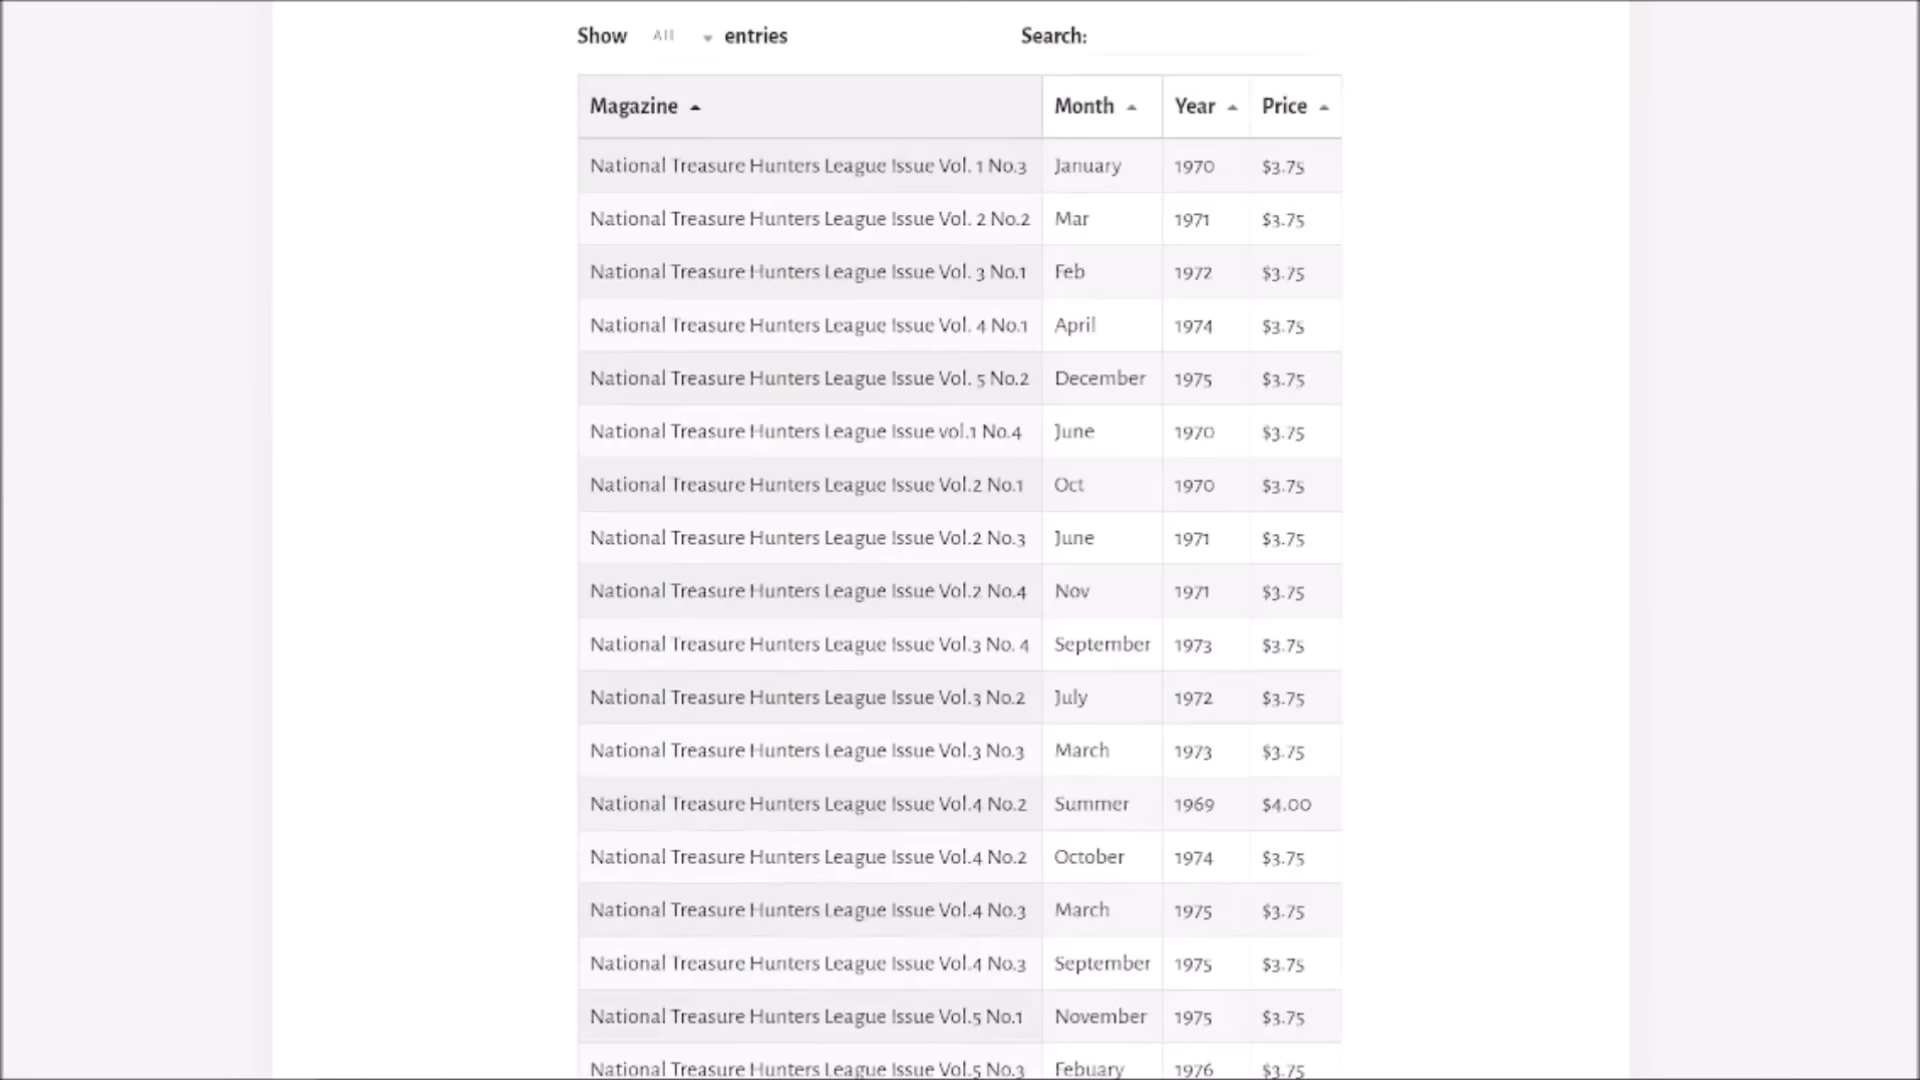 Show All entries Search:
Magazine Month Year Price
National Treasure Hunters League Issue Vol. 1 No.3 January 1970 $3.75
National Treasure Hunters League Issue Vol. 2 No.2 Mar 1971 $3.75
National Treasure Hunters League Issue Vol. 3 No.1 Feb 1972 $3.75
National Treasure Hunters League Issue Vol. 4 No.1 April 1974 $3.75
National Treasure Hunters League Issue Vol. 5 No.2 December 1975 $3.75
National Treasure Hunters League Issue vol.1 No.4 June 1970 $3.75
National Treasure Hunters League Issue Vol.2 No.1 Oct 1970 $3.75
National Treasure Hunters League Issue Vol.2 No.3 June 1971 $3.75
National Treasure Hunters League Issue Vol.2 No.4 Nov 1971 $3.75
National Treasure Hunters League Issue Vol.3 No. 4 September 1973 $3.75
National Treasure Hunters League Issue Vol.3 No.2 July 1972 $3.75
National Treasure Hunters League Issue Vol.3 No.3 March 1973 $3.75
National Treasure Hunters League Issue Vol.4 No.2 Summer 1969 $4.00
National Treasure Hunters League Issue Vol.4 No.2 October 1974 $3.75
National Treasure Hunters League Issue Vol.4 No.3 March 1975 $3.75
National Treasure Hunters League Issue Vol.4 No.3 September 1975 $3.75
National Treasure Hunters League Issue Vol.5 No.1 November 1975 $3.75
National Treasure Hunters League Issue Vol.5 No.3 Febuary 1976 $3.75